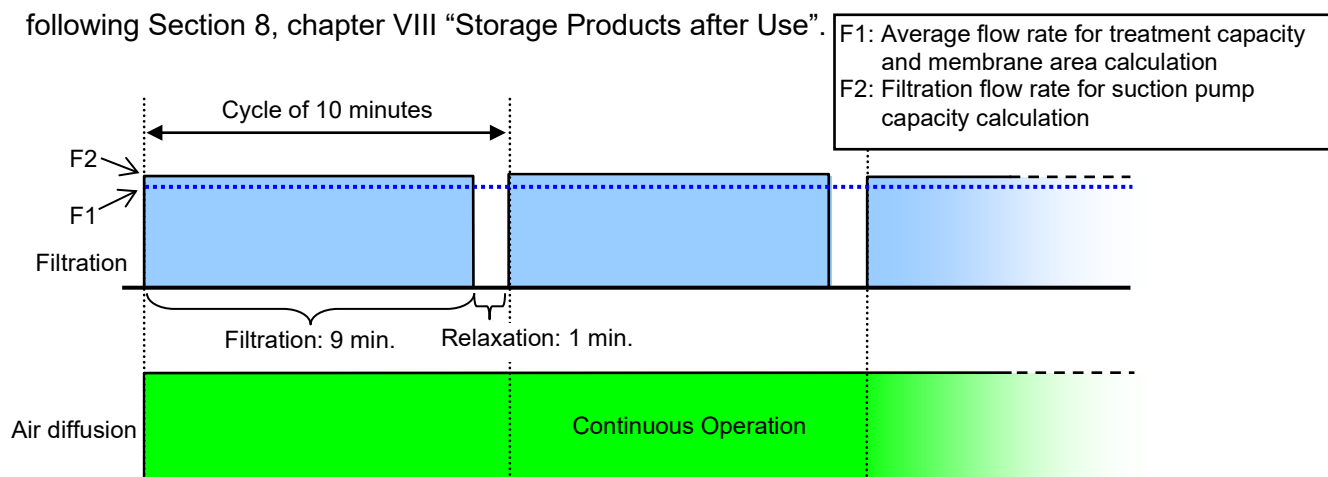 following Section 8, chapter VIII “Storage Products after Use”.
F1: Average flow rate for treatment capacity
and membrane area calculation
F2: Filtration flow rate for suction pump
capacity calculation
Cycle of 10 minutes
F2
F1
Filtration
Filtration: 9 min.
Relaxation: 1 min.
Air diffusion
Continuous Operation